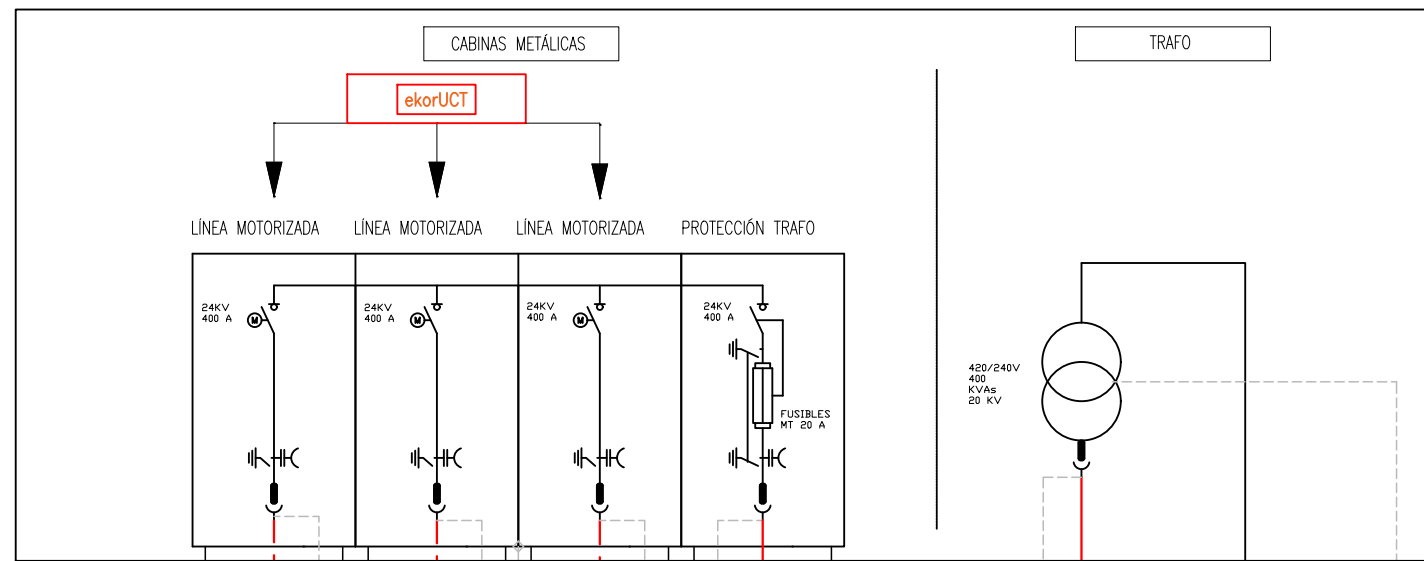 CABINAS METÁLICAS
TRAFO
ekorUCT
LÍNEA MOTORIZADA
LÍNEA MOTORIZADA
LÍNEA MOTORIZADA
PROTECCIÓN TRAFO
24KV
400 A
M
24KV
400 A
M
24KV
400 A
M
24KV
400 A
FUSIBLES
MT 20 A
420/240V
400
KVAs
20 KV